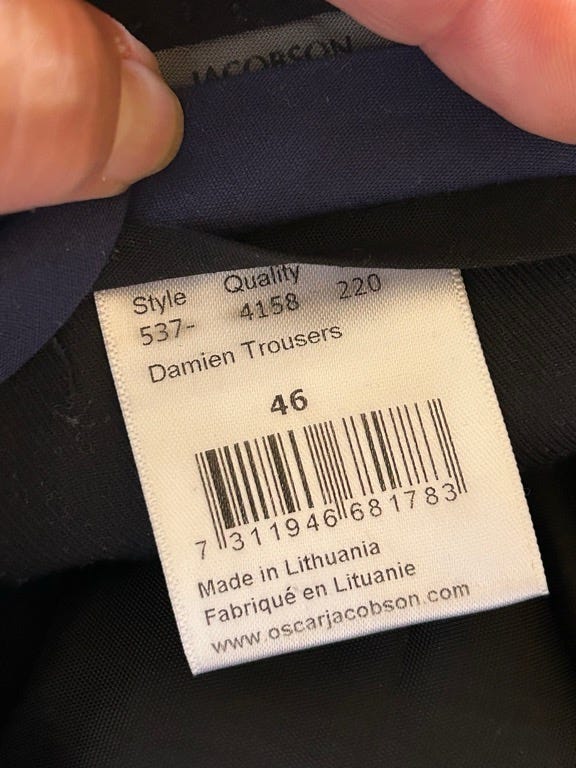 JACOBSON
Style Quality
537- 4158 220
Damien Trousers
46
7 311946 681783
Made in Lithuania
Fabriqué en Lituanie
www.oscarjacobson.com